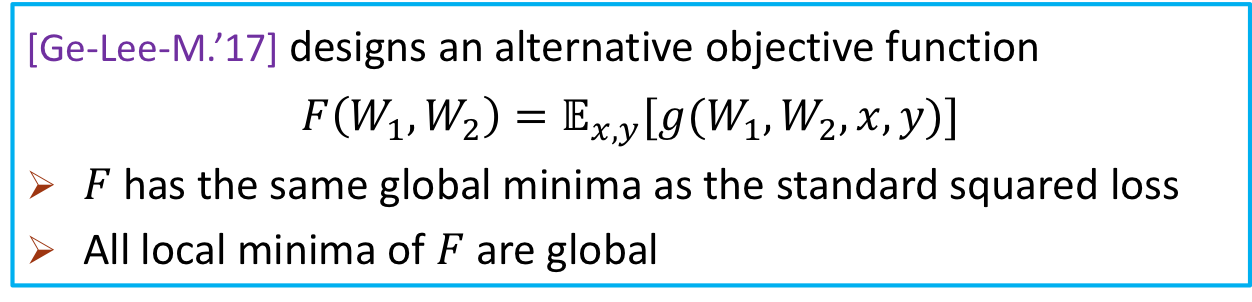 [Ge-Lee-M.’17] designs an alternative objective function
𝐹(𝑊₁, 𝑊₂) = 𝔼ₓ,ᵧ[𝑔(𝑊₁, 𝑊₂, 𝑥, 𝑦)]
➢ 𝐹 has the same global minima as the standard squared loss
➢ All local minima of 𝐹 are global